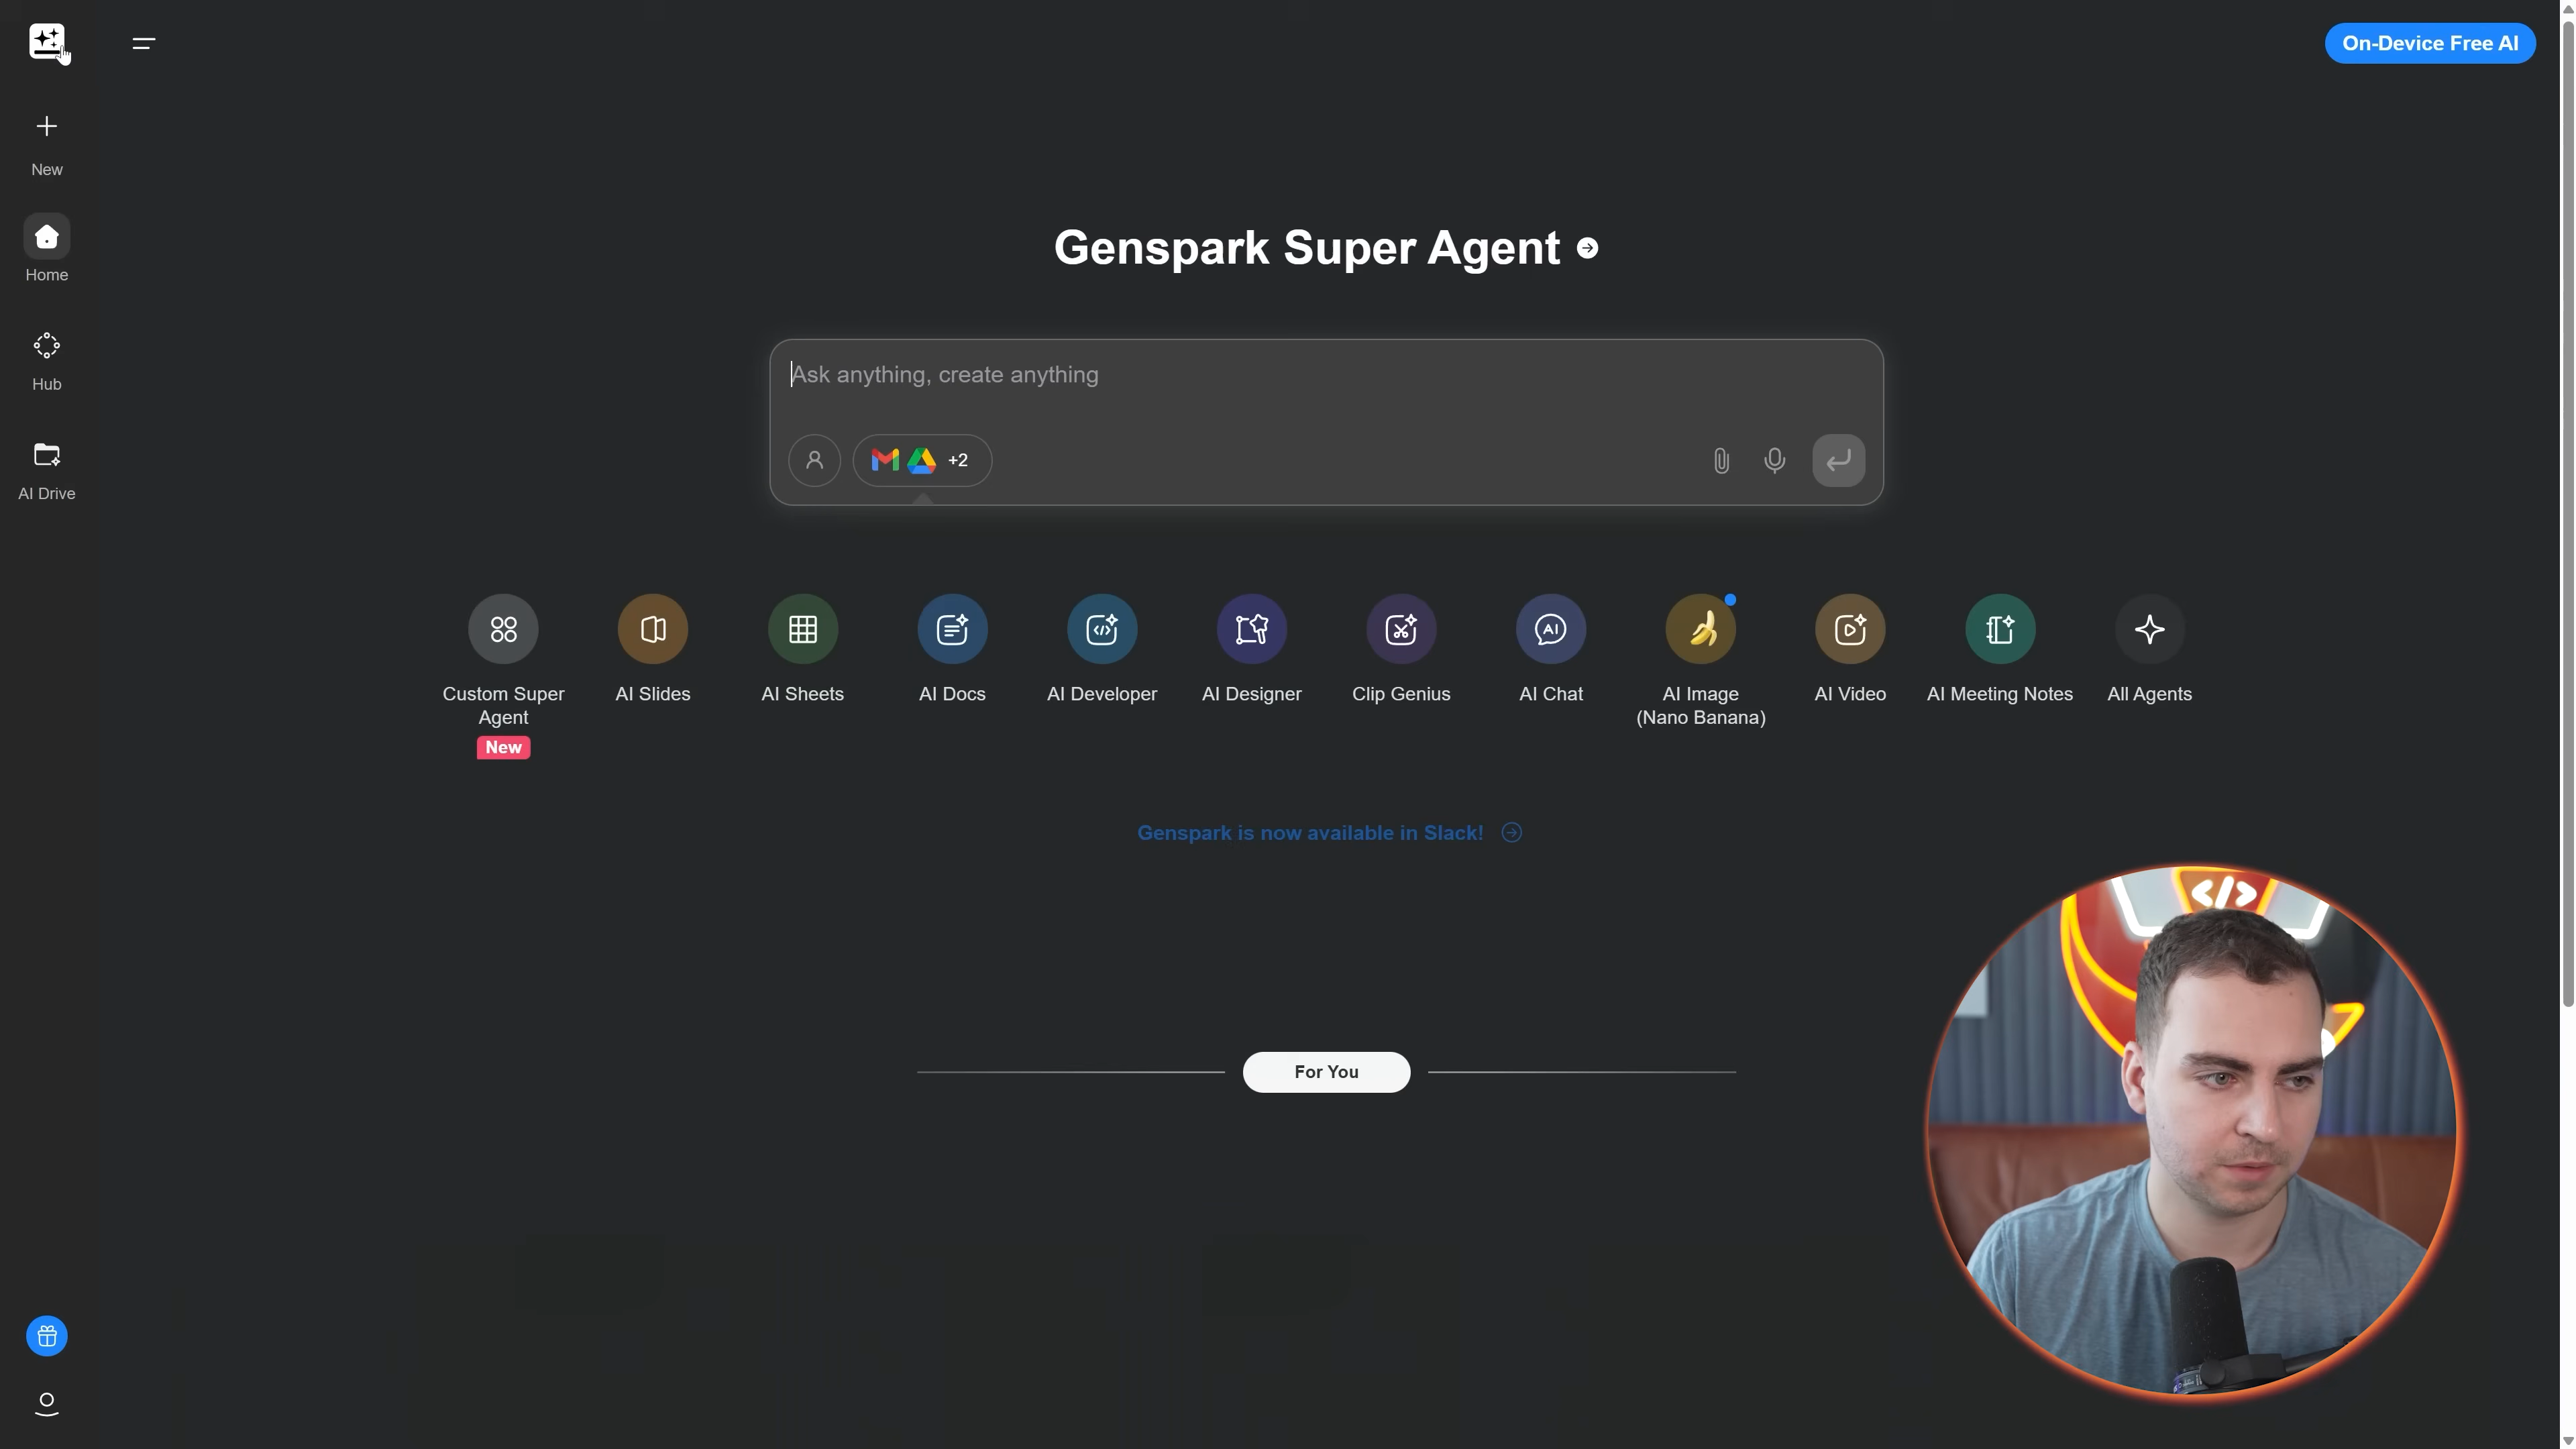 On-Device Free AI
New
Home
Hub
AI Drive
Genspark Super Agent
Ask anything, create anything
+2
Custom Super
Agent
New
AI Slides
AI Sheets
AI Docs
AI Developer
AI Designer
Clip Genius
AI Chat
AI
AI Image
(Nano Banana)
AI Video
AI Meeting Notes
All Agents
Genspark is now available in Slack!
</>
For You